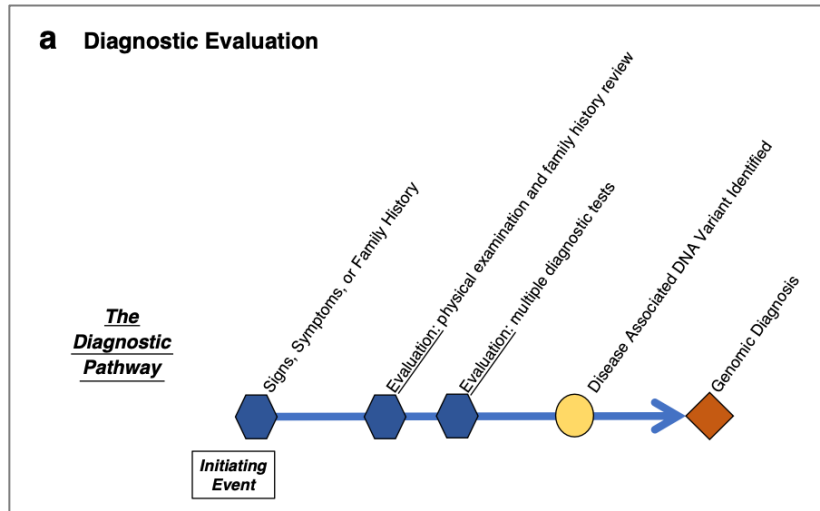 a Diagnostic Evaluation
Signs, Symptoms, or Family History
Evaluation: physical examination and family history review
Evaluation: multiple diagnostic tests
Disease Associated DNA Variant Identified
Genomic Diagnosis
The
Diagnostic
Pathway
Initiating
Event